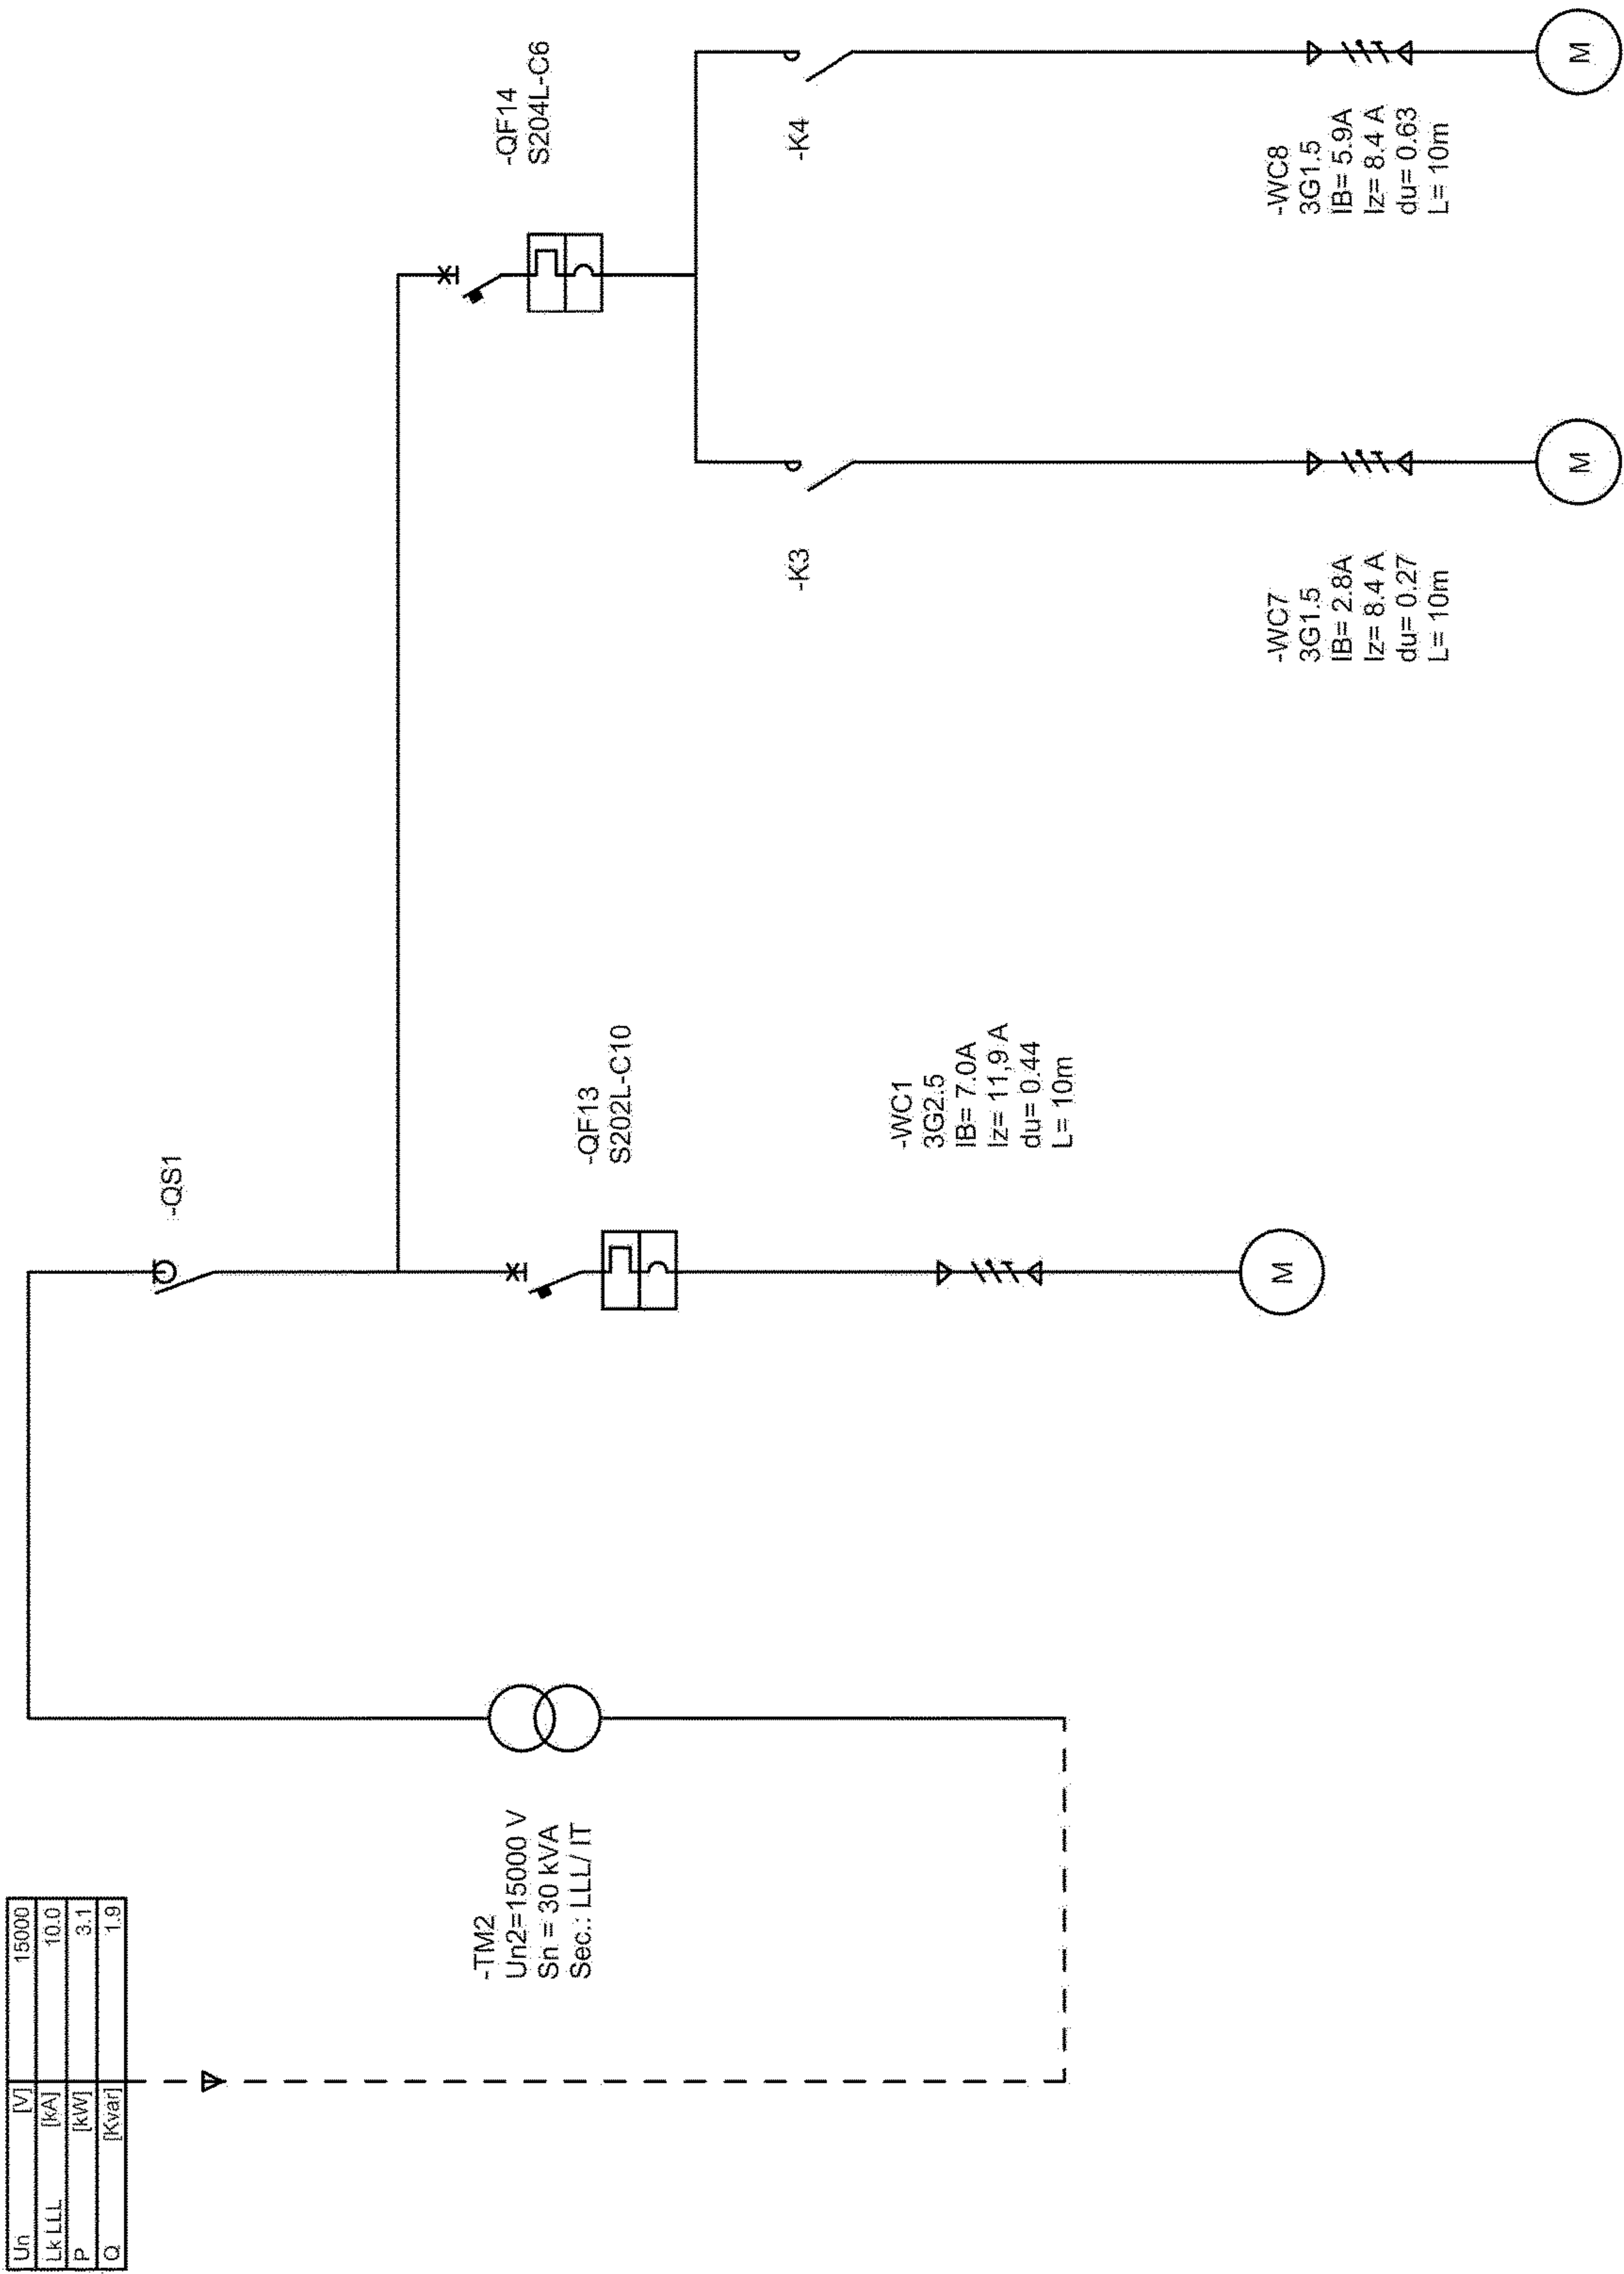 Un [V] 15000
Lk LLL [kA] 10.0
P [kW] 3.1
Q [Kvar] 1.9
-TM2
Un2=15000 V
Sn = 30 kVA
Sec.: LLL/ IT
-QS1
-QF13
S202L-C10
-WC1
3G2.5
IB= 7.0A
Iz= 11,9 A
du= 0.44
L= 10m
M
-QF14
S204L-C6
-K3
-WC7
3G1.5
IB= 2.8A
Iz= 8.4 A
du= 0.27
L= 10m
M
-K4
-WC8
3G1.5
IB= 5.9A
Iz= 8.4 A
du= 0.63
L= 10m
M